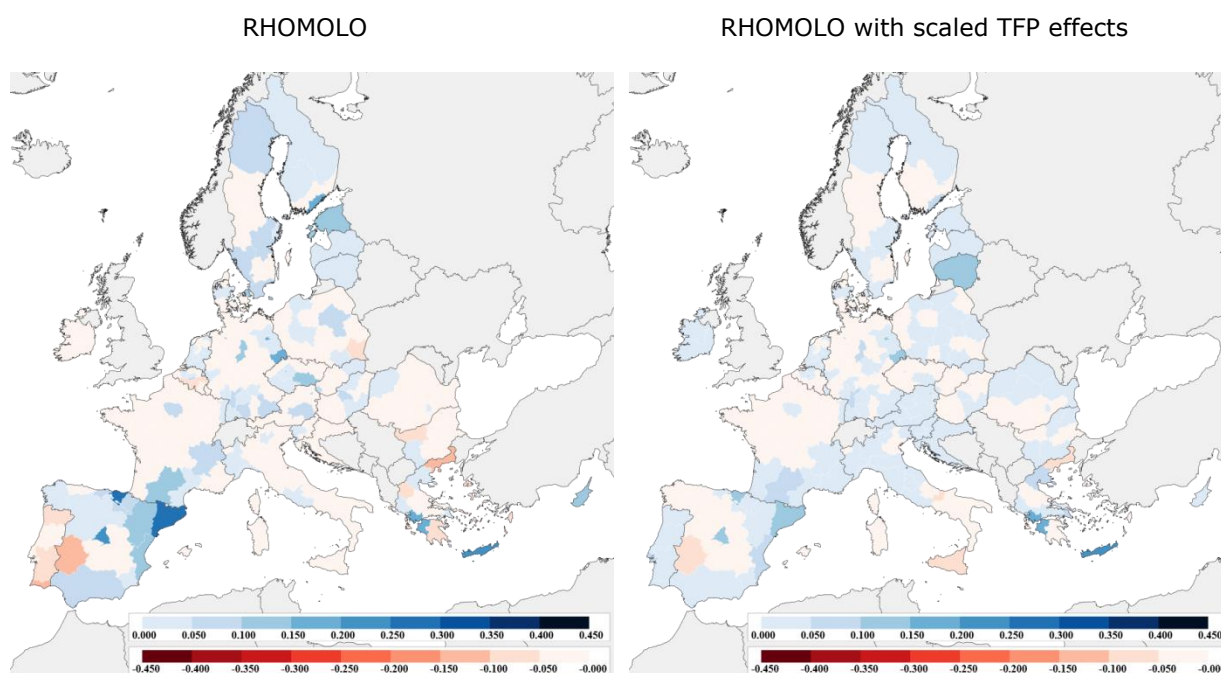 RHOMOLO
RHOMOLO with scaled TFP effects
0.000 0.050 0.100 0.150 0.200 0.250 0.300 0.350 0.400 0.450
-0.450 -0.350 -0.300 -0.250 -0.200 -0.150 -0.100 -0.050 -0.000
0.000 0.050 0.100 0.150 0.200 0.250 0.300 0.350 0.400 0.450
-0.450 -0.350 -0.300 -0.250 -0.200 -0.150 -0.100 -0.050 -0.00